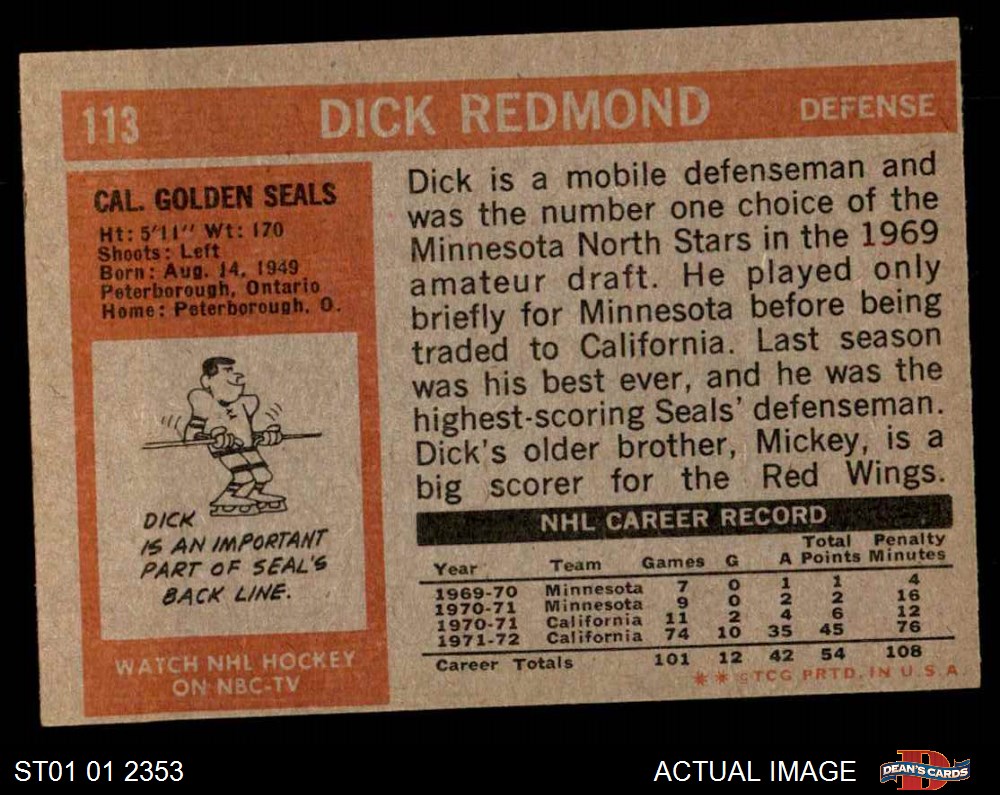 113 DICK REDMOND DEFENSE
CAL. GOLDEN SEALS
Ht: 5'11" Wt: 170
Shoots: Left
Born: Aug. 14, 1949
Peterborough, Ontario
Home: Peterborough, O.
DICK
IS AN IMPORTANT
PART OF SEAL'S
BACK LINE.
WATCH NHL HOCKEY
ON NBC-TV
Dick is a mobile defenseman and
was the number one choice of the
Minnesota North Stars in the 1969
amateur draft. He played only
briefly for Minnesota before being
traded to California. Last season
was his best ever, and he was the
highest-scoring Seals' defenseman.
Dick's older brother, Mickey, is a
big scorer for the Red Wings.
NHL CAREER RECORD
Year Team Games G A Total Points Penalty Minutes
1969-70 Minnesota 7 0 1 1 4
1970-71 Minnesota 9 0 2 2 16
1970-71 California 11 2 4 6 12
1971-72 California 74 10 35 45 76
Career Totals 101 12 42 54 108
** ©TCG PRTD. IN U.S.A.
ST01 01 2353
ACTUAL IMAGE
D
DEAN'S CARDS